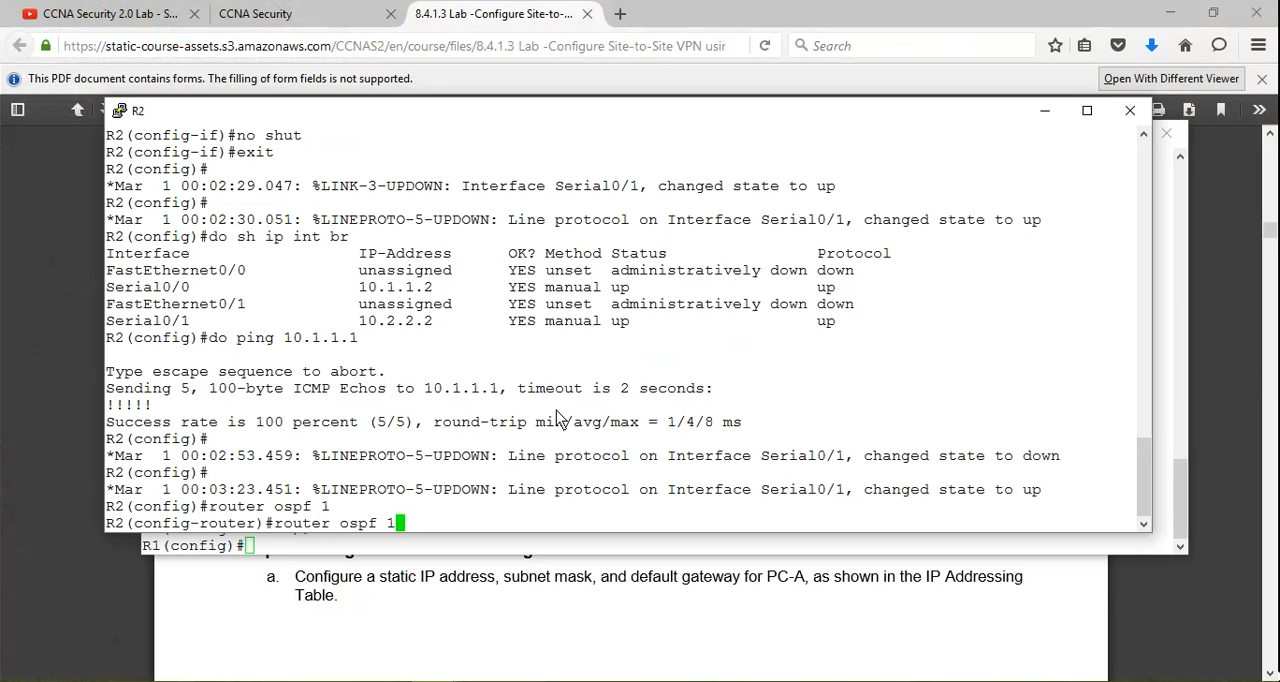 CCNA Security 2.0 Lab - S...
CCNA Security
8.4.1.3 Lab -Configure Site-to-...
https://static-course-assets.s3.amazonaws.com/CCNAS2/en/course/files/8.4.1.3 Lab -Configure Site-to-Site VPN usin
Search
This PDF document contains forms. The filling of form fields is not supported.
Open With Different Viewer
R2
R2(config-if)#no shut
R2(config-if)#exit
R2(config)#
*Mar  1 00:02:29.047: %LINK-3-UPDOWN: Interface Serial0/1, changed state to up
R2(config)#
*Mar  1 00:02:30.051: %LINEPROTO-5-UPDOWN: Line protocol on Interface Serial0/1, changed state to up
R2(config)#do sh ip int br
Interface                  IP-Address      OK? Method Status                Protocol
FastEthernet0/0            unassigned      YES unset  administratively down down
Serial0/0                  10.1.1.2        YES manual up                    up
FastEthernet0/1            unassigned      YES unset  administratively down down
Serial0/1                  10.2.2.2        YES manual up                    up
R2(config)#do ping 10.1.1.1
Type escape sequence to abort.
Sending 5, 100-byte ICMP Echos to 10.1.1.1, timeout is 2 seconds:
!!!!!
Success rate is 100 percent (5/5), round-trip min/avg/max = 1/4/8 ms
R2(config)#
*Mar  1 00:02:53.459: %LINEPROTO-5-UPDOWN: Line protocol on Interface Serial0/1, changed state to down
R2(config)#
*Mar  1 00:03:23.451: %LINEPROTO-5-UPDOWN: Line protocol on Interface Serial0/1, changed state to up
R2(config)#router ospf 1
R2(config-router)#router ospf 1
R1(config)#
a. Configure a static IP address, subnet mask, and default gateway for PC-A, as shown in the IP Addressing
Table.